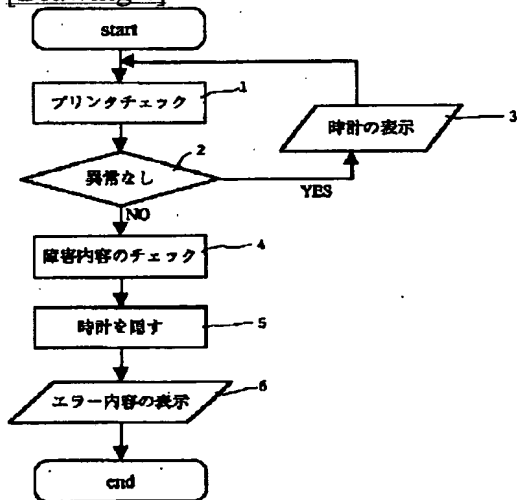 start
プリンタチェック
1
異常なし
2
YES
時計の表示
3
NO
障害内容のチェック
4
時計を隠す
5
エラー内容の表示
6
end